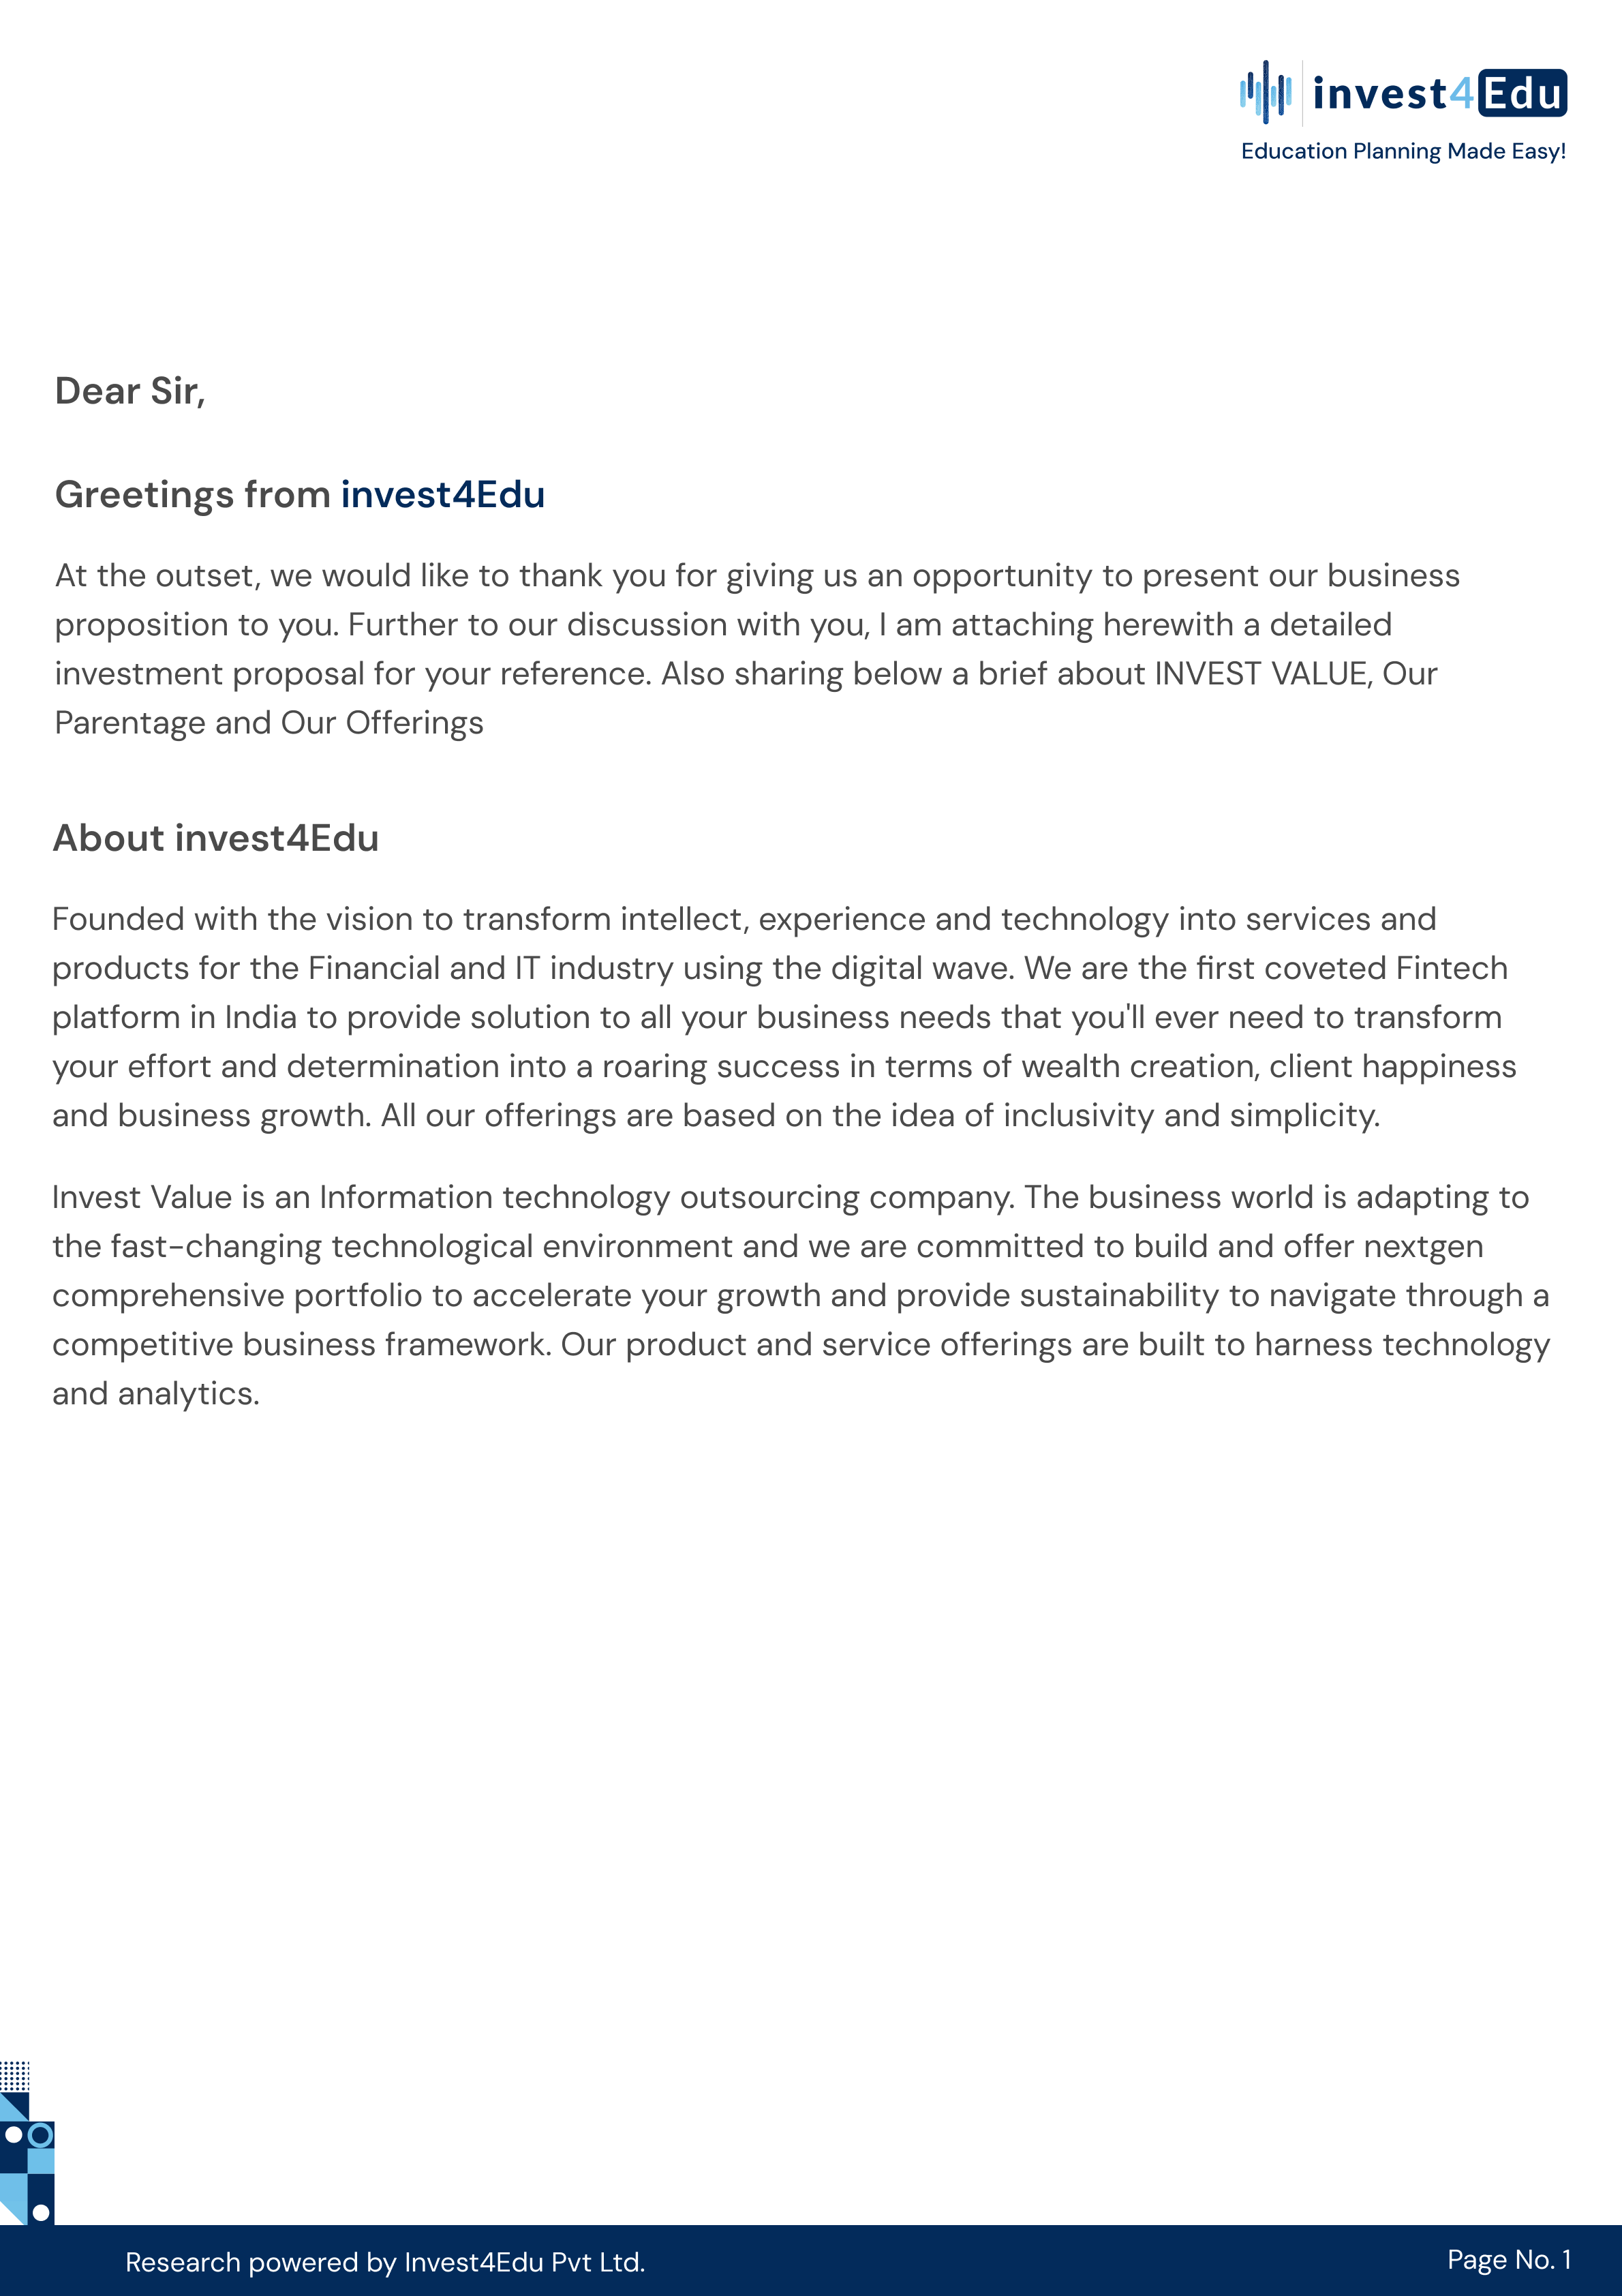 invest4Edu
Education Planning Made Easy!
Dear Sir,
Greetings from invest4Edu
At the outset, we would like to thank you for giving us an opportunity to present our business
proposition to you. Further to our discussion with you, I am attaching herewith a detailed
investment proposal for your reference. Also sharing below a brief about INVEST VALUE, Our
Parentage and Our Offerings
About invest4Edu
Founded with the vision to transform intellect, experience and technology into services and
products for the Financial and IT industry using the digital wave. We are the first coveted Fintech
platform in India to provide solution to all your business needs that you'll ever need to transform
your effort and determination into a roaring success in terms of wealth creation, client happiness
and business growth. All our offerings are based on the idea of inclusivity and simplicity.
Invest Value is an Information technology outsourcing company. The business world is adapting to
the fast-changing technological environment and we are committed to build and offer nextgen
comprehensive portfolio to accelerate your growth and provide sustainability to navigate through a
competitive business framework. Our product and service offerings are built to harness technology
and analytics.
Research powered by Invest4Edu Pvt Ltd.
Page No. 1